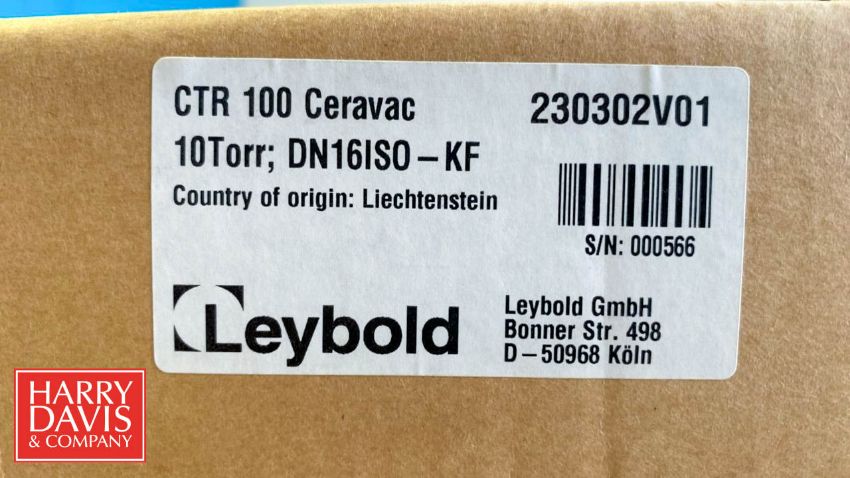 CTR 100 Ceravac
230302V01
10Torr; DN16ISO – KF
Country of origin: Liechtenstein
S/N: 000566
Leybold
Leybold GmbH
Bonner Str. 498
D – 50968 Köln
HARRY
DAVIS
& COMPANY